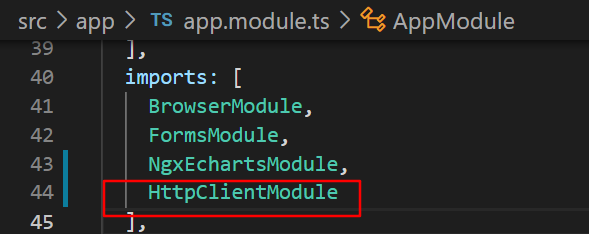 src > app > TS app.module.ts > AppModule
39 ],
40 imports: [
41 BrowserModule,
42 FormsModule,
43 NgxEchartsModule,
44 HttpClientModule
45 ],